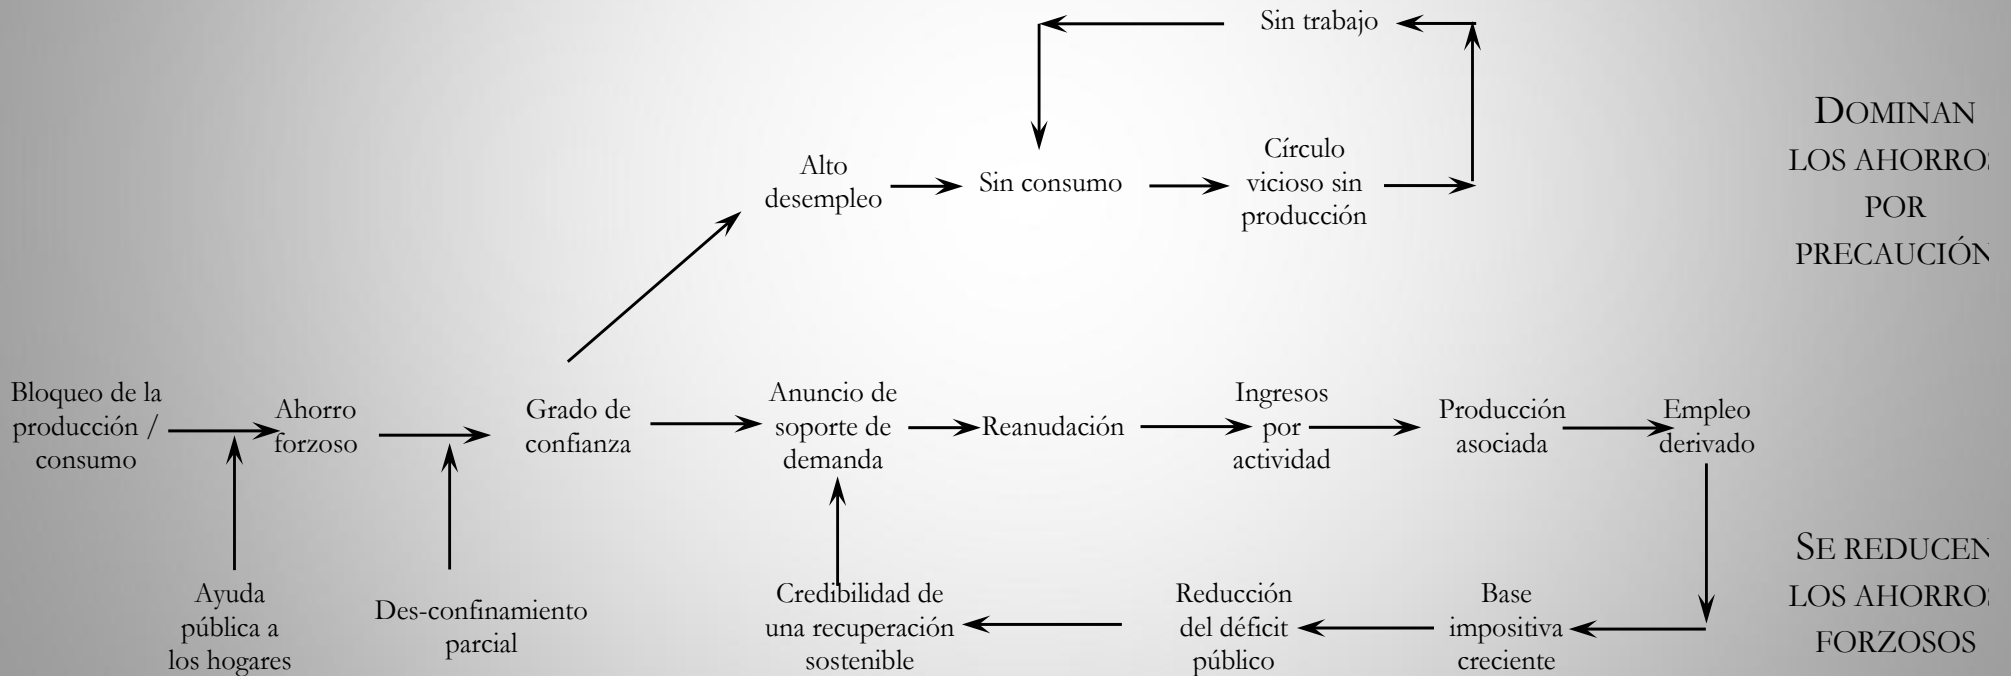 Sin trabajo
Alto
desempleo
Sin consumo
Círculo
vicioso sin
producción
DOMINAN
LOS AHORROS
POR
PRECAUCIÓN
Bloqueo de la
producción /
consumo
Ahorro
forzoso
Grado de
confianza
Anuncio de
soporte de
demanda
Reanudación
Ingresos
por
actividad
Producción
asociada
Empleo
derivado
Ayuda
pública a
los hogares
Des-confinamiento
parcial
Credibilidad de
una recuperación
sostenible
Reducción
del déficit
público
Base
impositiva
creciente
SE REDUCEN
LOS AHORROS
FORZOSOS